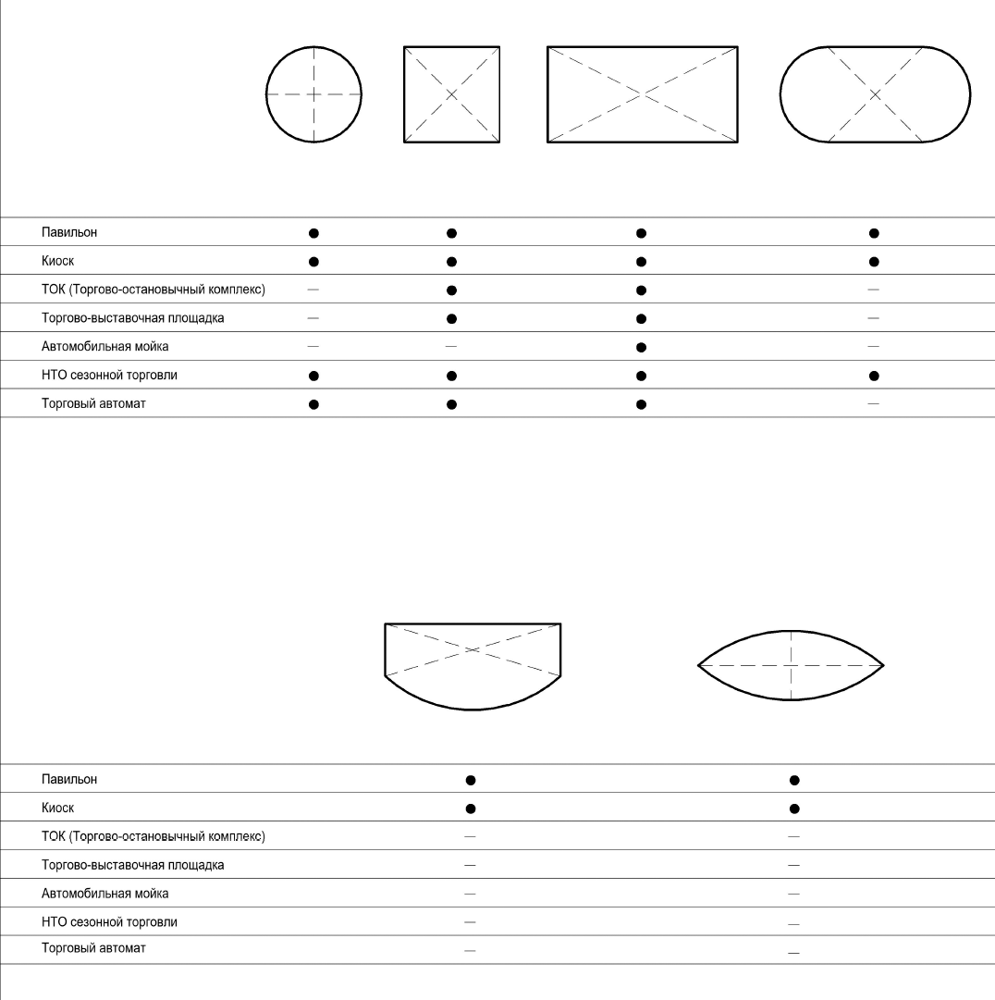 Павильон
Киоск
ТОК (Торгово-остановычный комплекс)
Торгово-выставочная площадка
Автомобильная мойка
НТО сезонной торговли
Торговый автомат
Павильон
Киоск
ТОК (Торгово-остановычный комплекс)
Торгово-выставочная площадка
Автомобильная мойка
НТО сезонной торговли
Торговый автомат